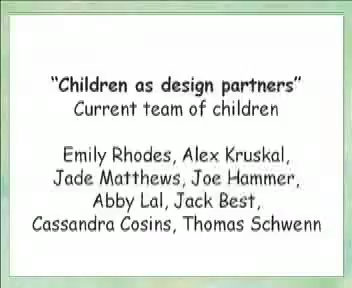 "Children as design partners"
Current team of children
Emily Rhodes, Alex Kruskal,
Jade Matthews, Joe Hammer,
Abby Lal, Jack Best,
Cassandra Cosins, Thomas Schwenn